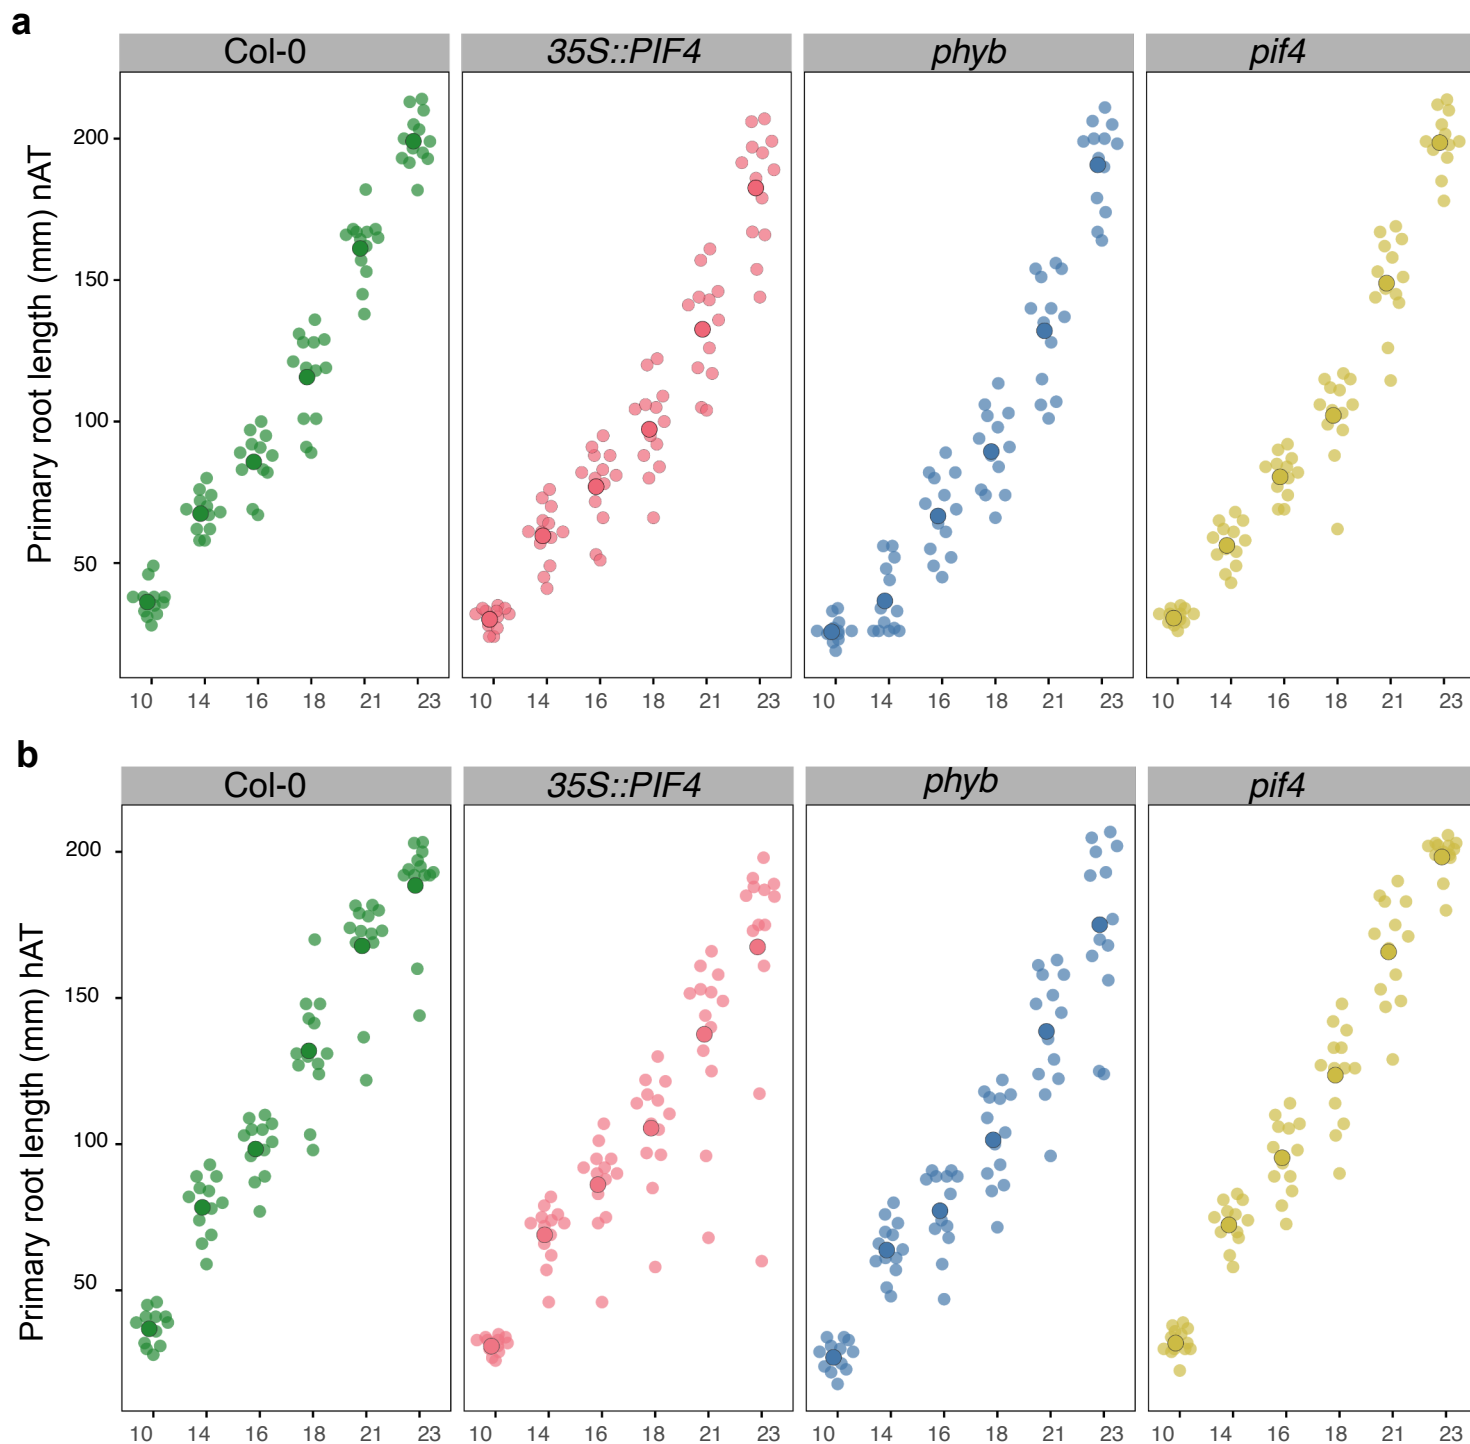 a
Col-0 35S::PIF4 phyb pif4
Primary root length (mm) nAT
200
150
100
50
10 14 16 18 21 23 10 14 16 18 21 23 10 14 16 18 21 23 10 14 16 18 21 23
b
Col-0 35S::PIF4 phyb pif4
Primary root length (mm) hAT
200
150
100
50
10 14 16 18 21 23 10 14 16 18 21 23 10 14 16 18 21 23 10 14 16 18 21 23